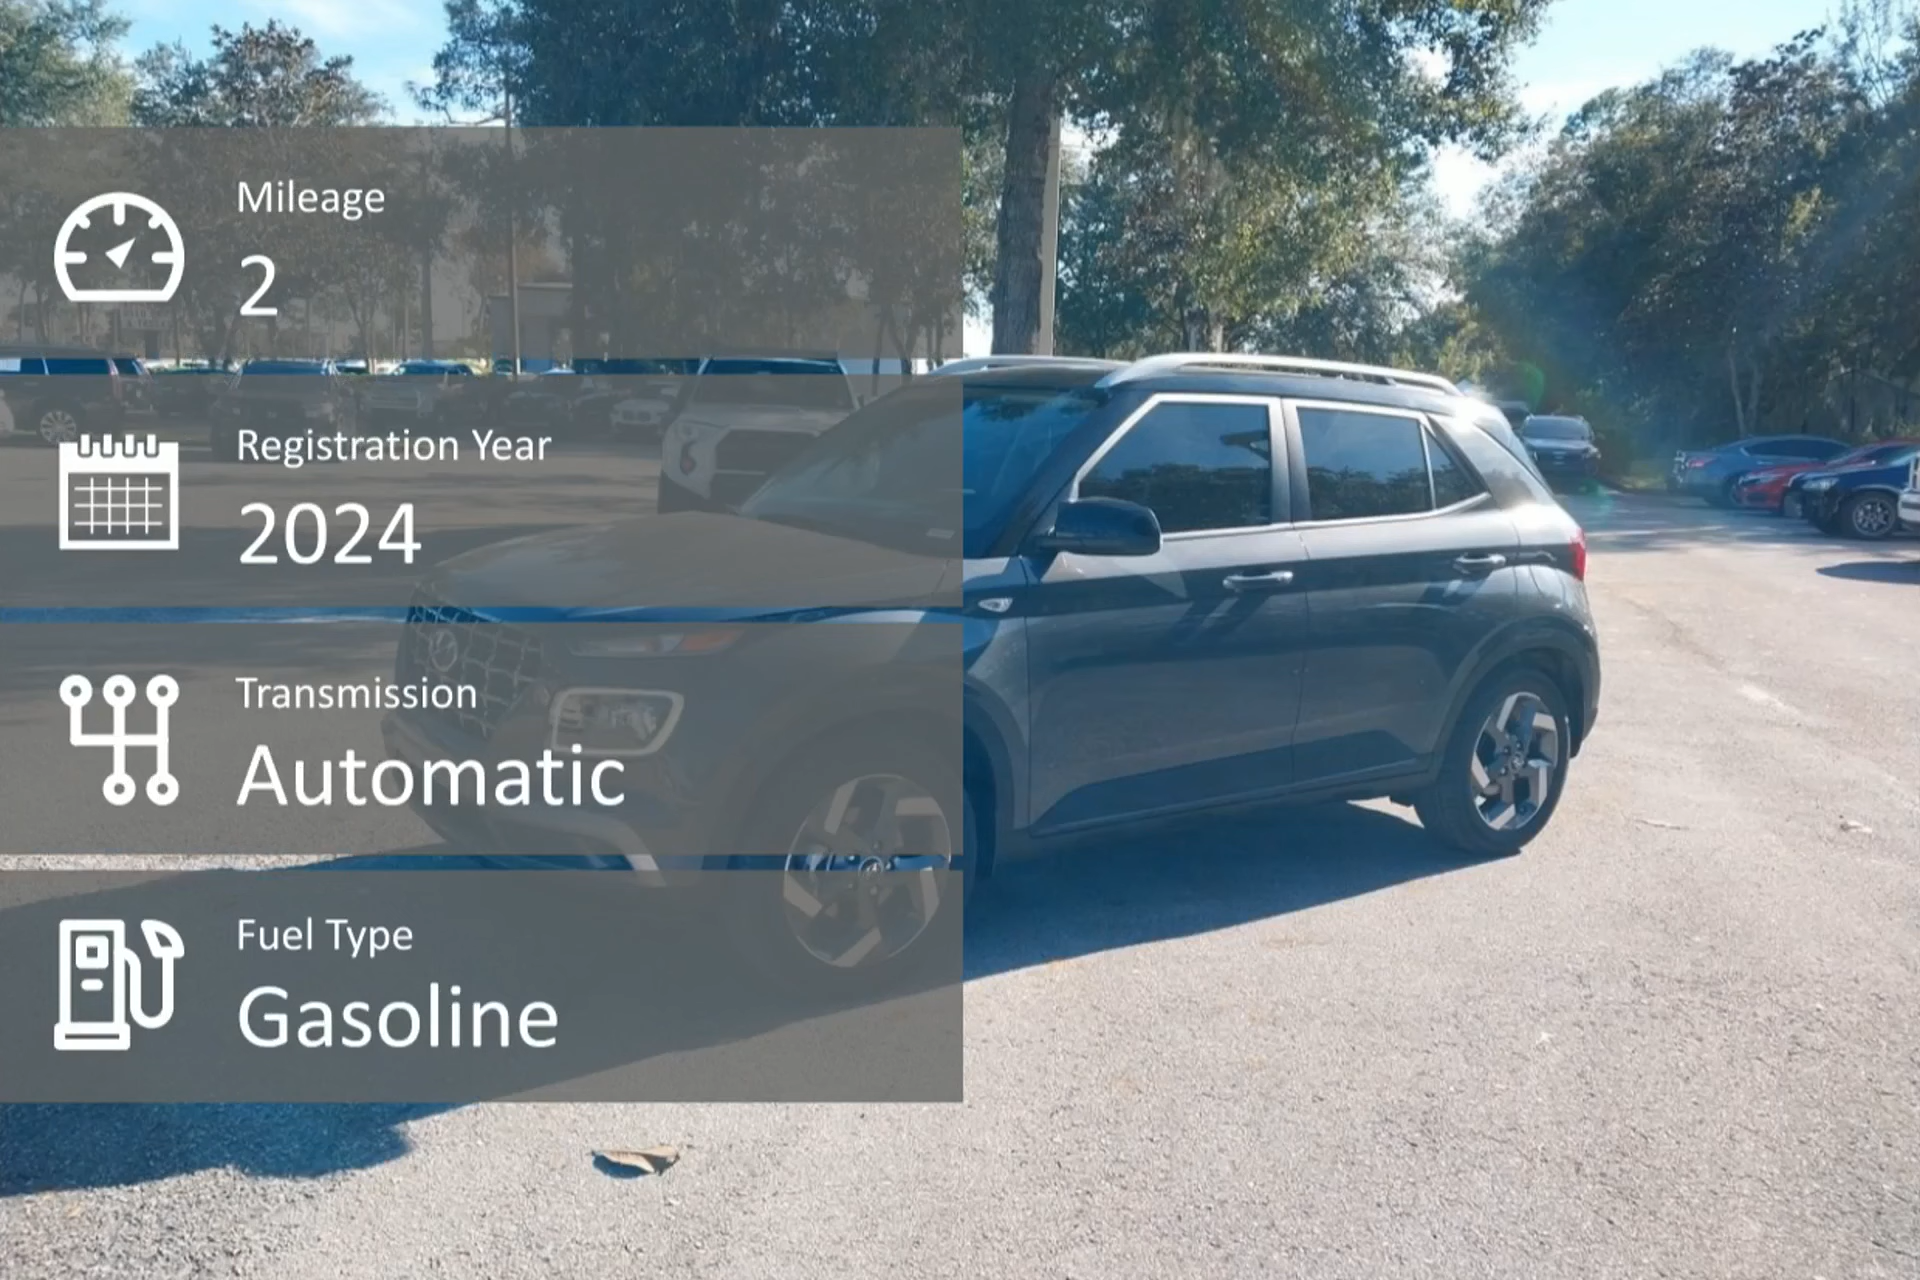 Mileage
2
Registration Year
2024
Transmission
Automatic
Fuel Type
Gasoline